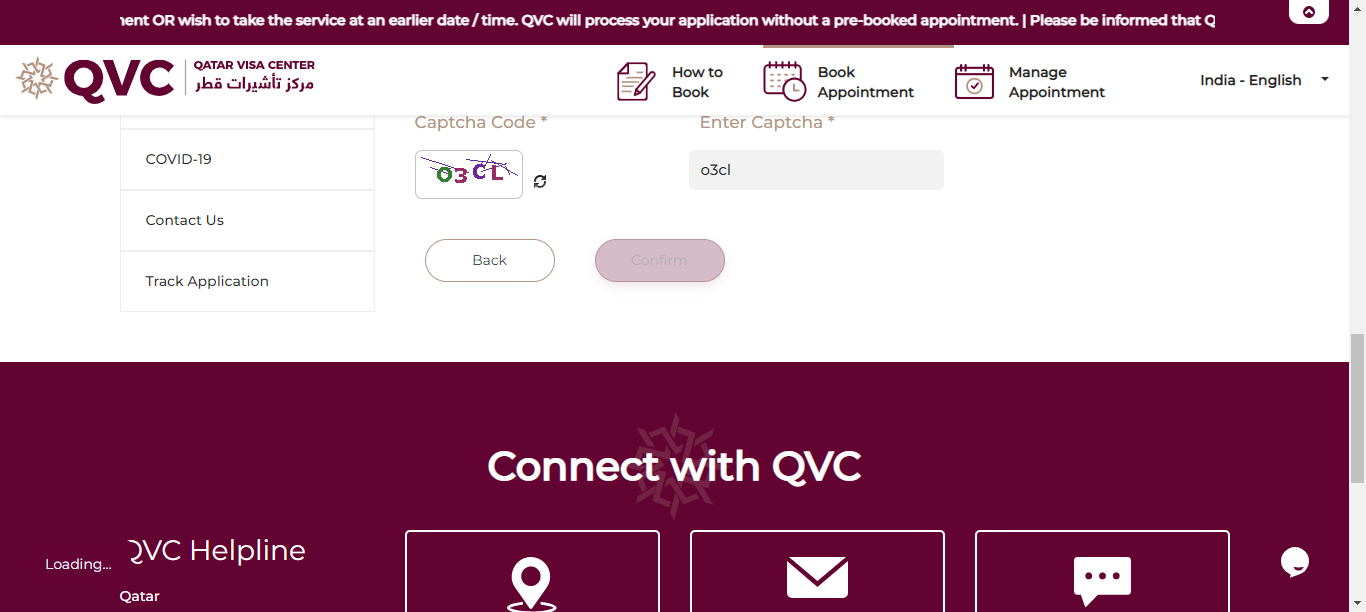 nent OR wish to take the service at an earlier date / time. QVC will process your application without a pre-booked appointment. | Please be informed that Q
QVC
QATAR VISA CENTER
مركز تأشيرات قطر
How to
Book
Book
Appointment
Manage
Appointment
India - English
Captcha Code *
Enter Captcha *
COVID-19
O3CL
o3cl
Contact Us
Back
Confirm
Track Application
Connect with QVC
QVC Helpline
Loading...
Qatar